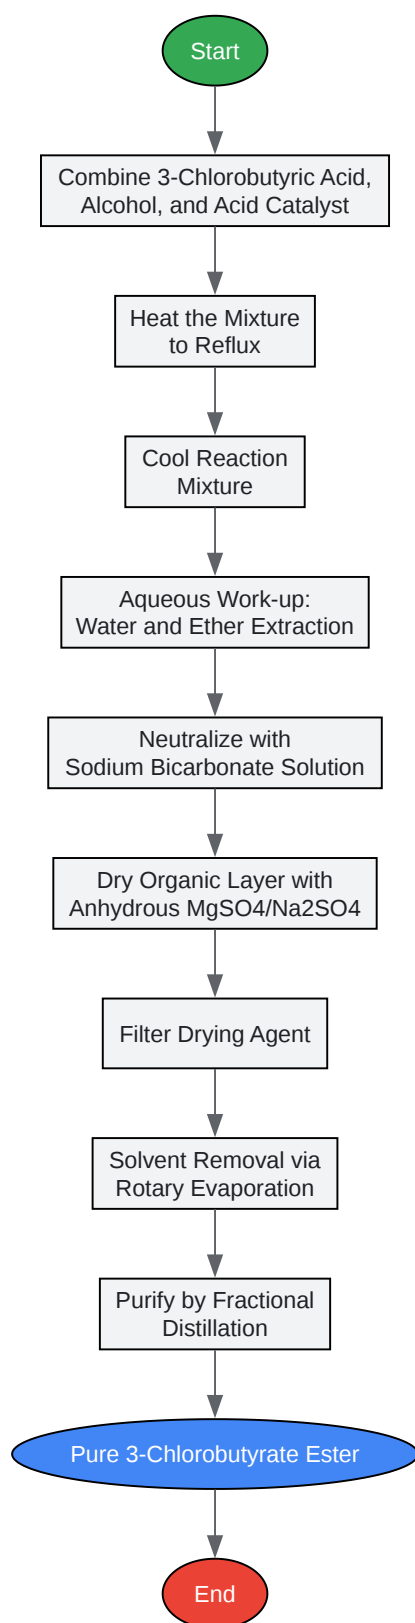 Start
Combine 3-Chlorobutyric Acid,
Alcohol, and Acid Catalyst
Heat the Mixture
to Reflux
Cool Reaction
Mixture
Aqueous Work-up:
Water and Ether Extraction
Neutralize with
Sodium Bicarbonate Solution
Dry Organic Layer with
Anhydrous MgSO4/Na2SO4
Filter Drying Agent
Solvent Removal via
Rotary Evaporation
Purify by Fractional
Distillation
Pure 3-Chlorobutyrate Ester
End